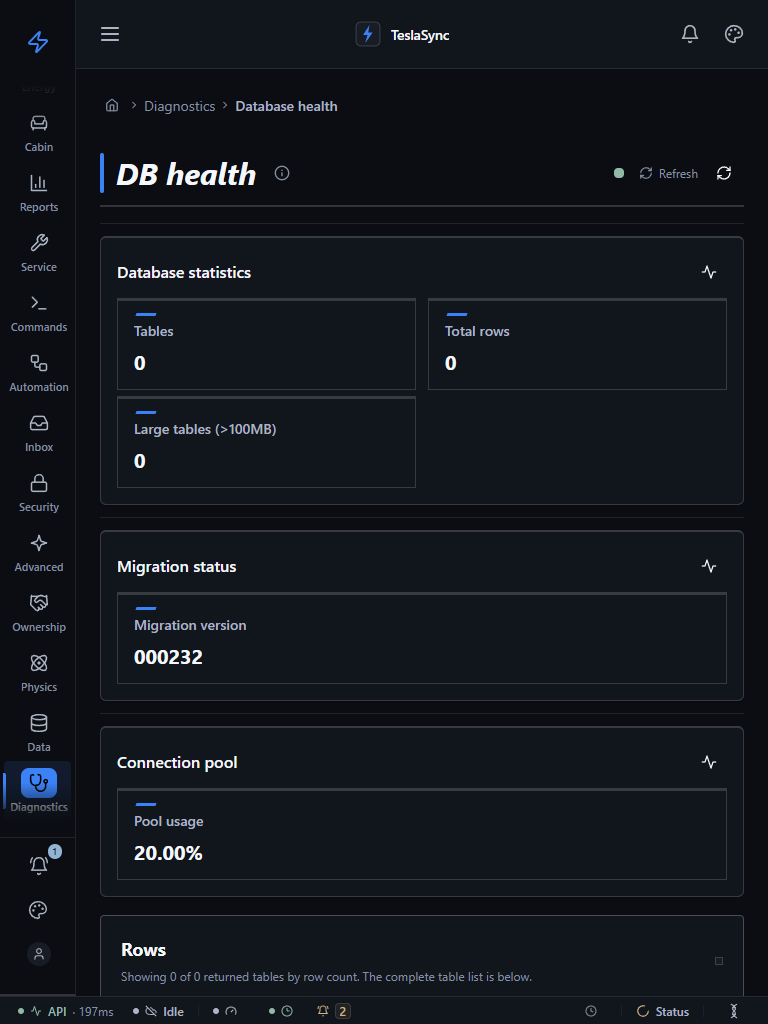 TeslaSync
Diagnostics
Database health
DB health
Refresh
Database statistics
Tables
0
Total rows
0
Large tables (>100MB)
0
Migration status
Migration version
000232
Connection pool
Pool usage
20.00%
Rows
Showing 0 of 0 returned tables by row count. The complete table list is below.
Cabin
Reports
Service
Commands
Automation
Inbox
Security
Advanced
Ownership
Physics
Data
Diagnostics
1
API · 197ms
Idle
2
Status